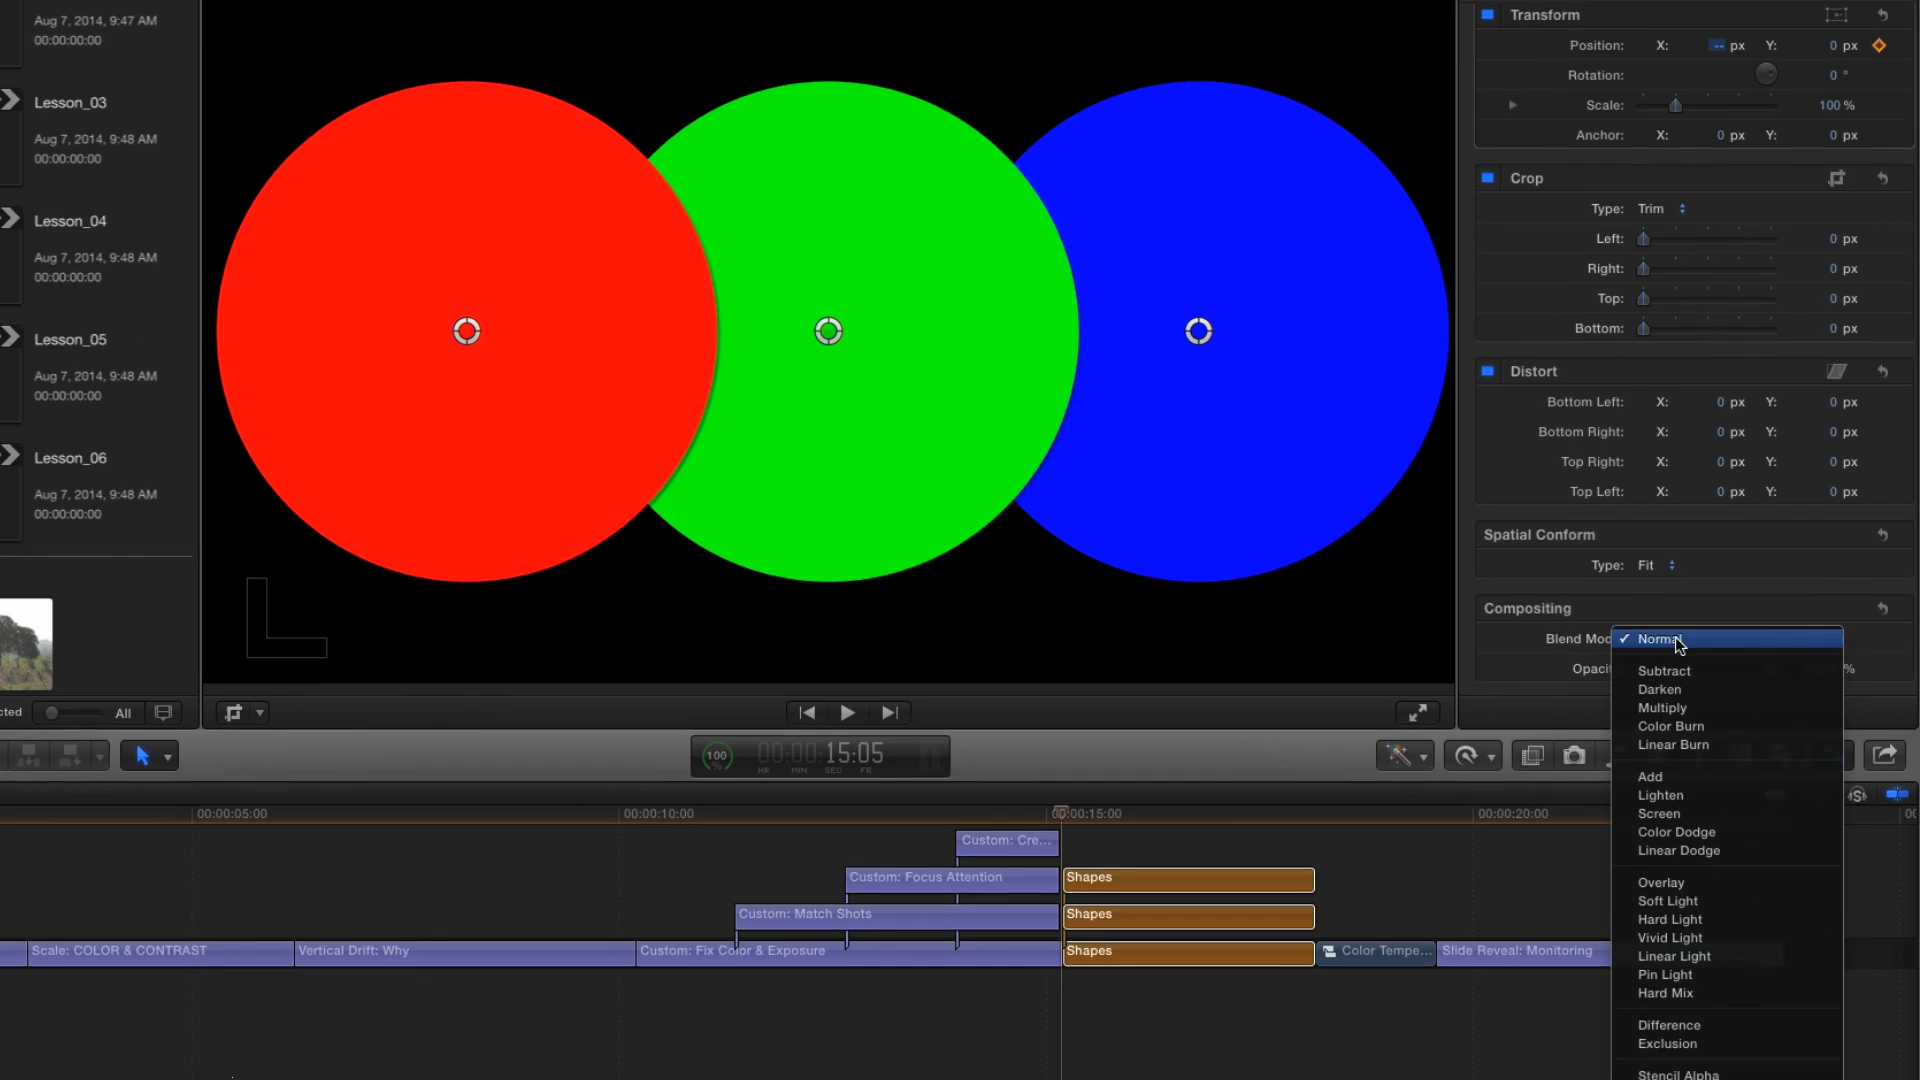 Aug 7, 2014, 9:47 AM
00:00:00:00
Lesson_03
Aug 7, 2014, 9:48 AM
00:00:00:00
Lesson_04
Aug 7, 2014, 9:48 AM
00:00:00:00
Lesson_05
Aug 7, 2014, 9:48 AM
00:00:00:00
Lesson_06
Aug 7, 2014, 9:48 AM
00:00:00:00
cted
All
Transform
Position: X: -- px Y: 0 px
Rotation: 0 °
Scale: 100 %
Anchor: X: 0 px Y: 0 px
Crop
Type: Trim
Left: 0 px
Right: 0 px
Top: 0 px
Bottom: 0 px
Distort
Bottom Left: X: 0 px Y: 0 px
Bottom Right: X: 0 px Y: 0 px
Top Right: X: 0 px Y: 0 px
Top Left: X: 0 px Y: 0 px
Spatial Conform
Type: Fit
Compositing
Blend Mod
Opaci %
✓ Normal
Subtract
Darken
Multiply
Color Burn
Linear Burn
Add
Lighten
Screen
Color Dodge
Linear Dodge
Overlay
Soft Light
Hard Light
Vivid Light
Linear Light
Pin Light
Hard Mix
Difference
Exclusion
Stencil Alpha
100 %
00:00:15:05
HR MIN SEC FR
00:00:05:00 00:00:10:00 00:00:15:00 00:00:20:00 00
Custom: Cre...
Custom: Focus Attention Shapes
Custom: Match Shots Shapes
Scale: COLOR & CONTRAST Vertical Drift: Why Custom: Fix Color & Exposure Shapes Color Tempe... Slide Reveal: Monitoring